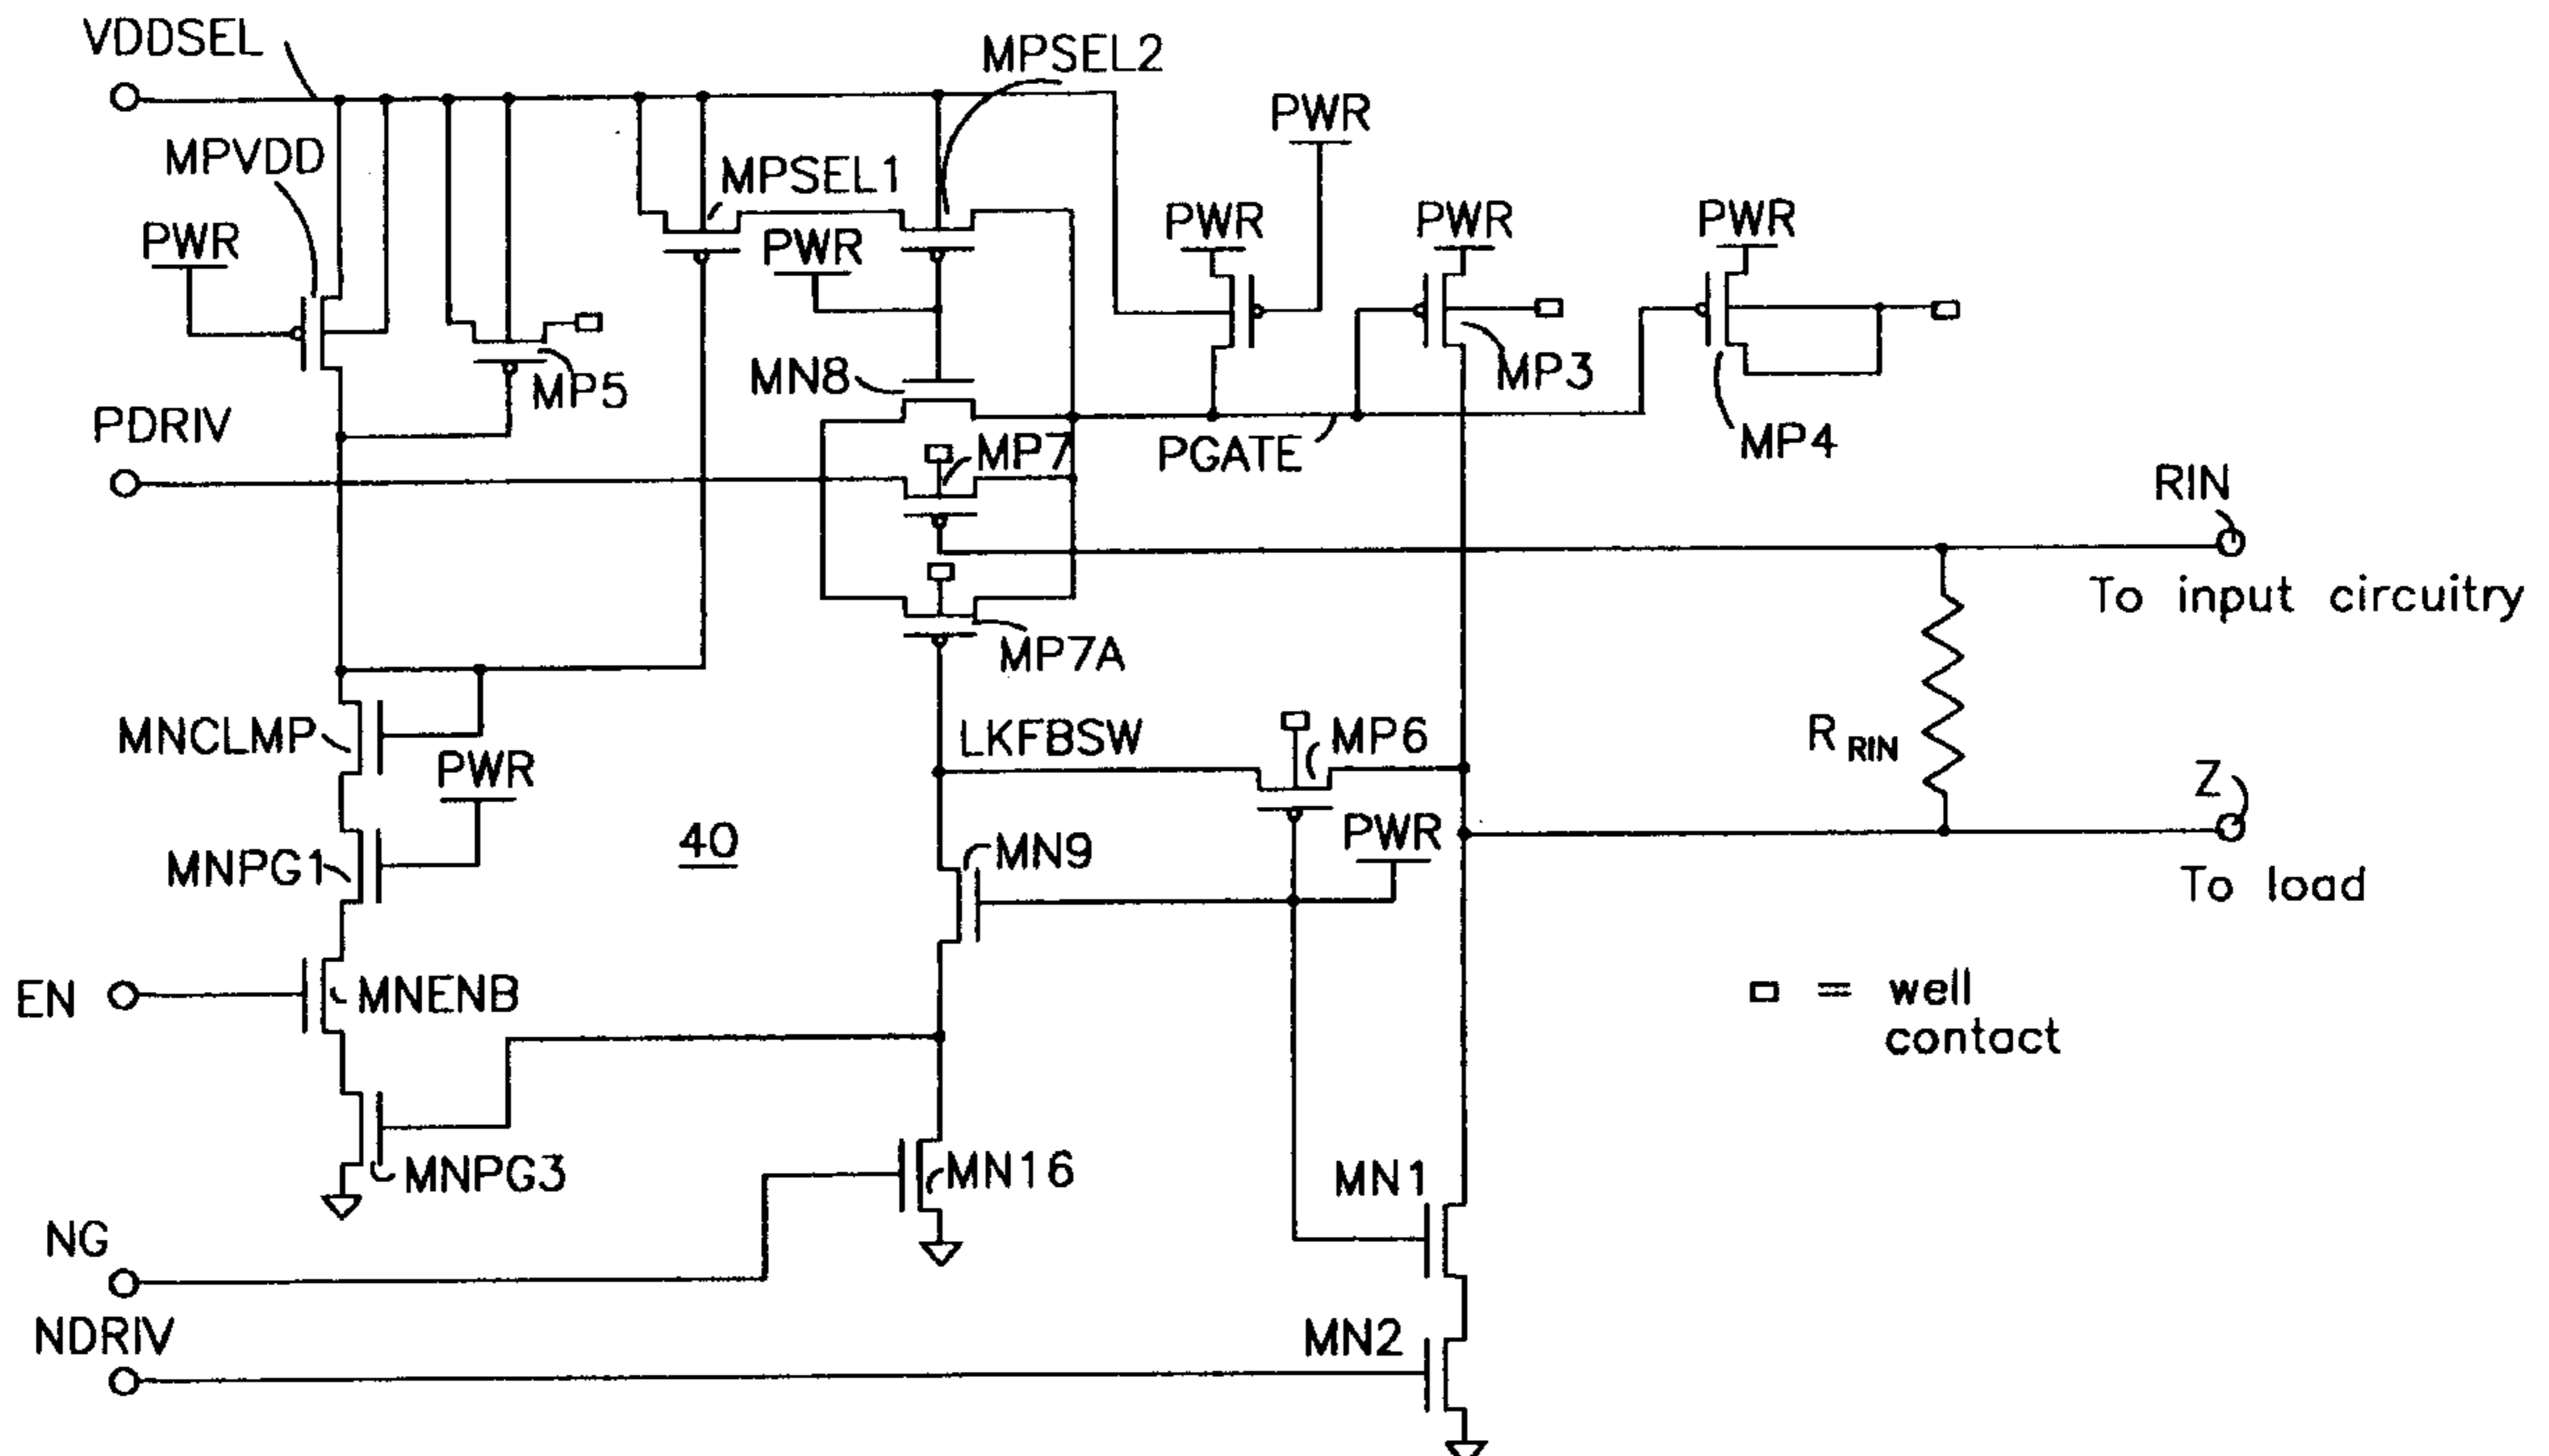 VDDSEL
MPSEL2
PWR
MPVDD
MPSEL1
PWR
PWR
PWR
PWR
PWR
MP5
MN8
MP3
PDRIV
PGATE
MP4
MP7
RIN
To input circuitry
MP7A
MNCLMP
LKFBSW
MP6
R RIN
PWR
Z
40
PWR
MNPG1
MN9
To load
EN
MNENB
□ = well
contact
MNPG3
MN16
MN1
NG
NDRIV
MN2